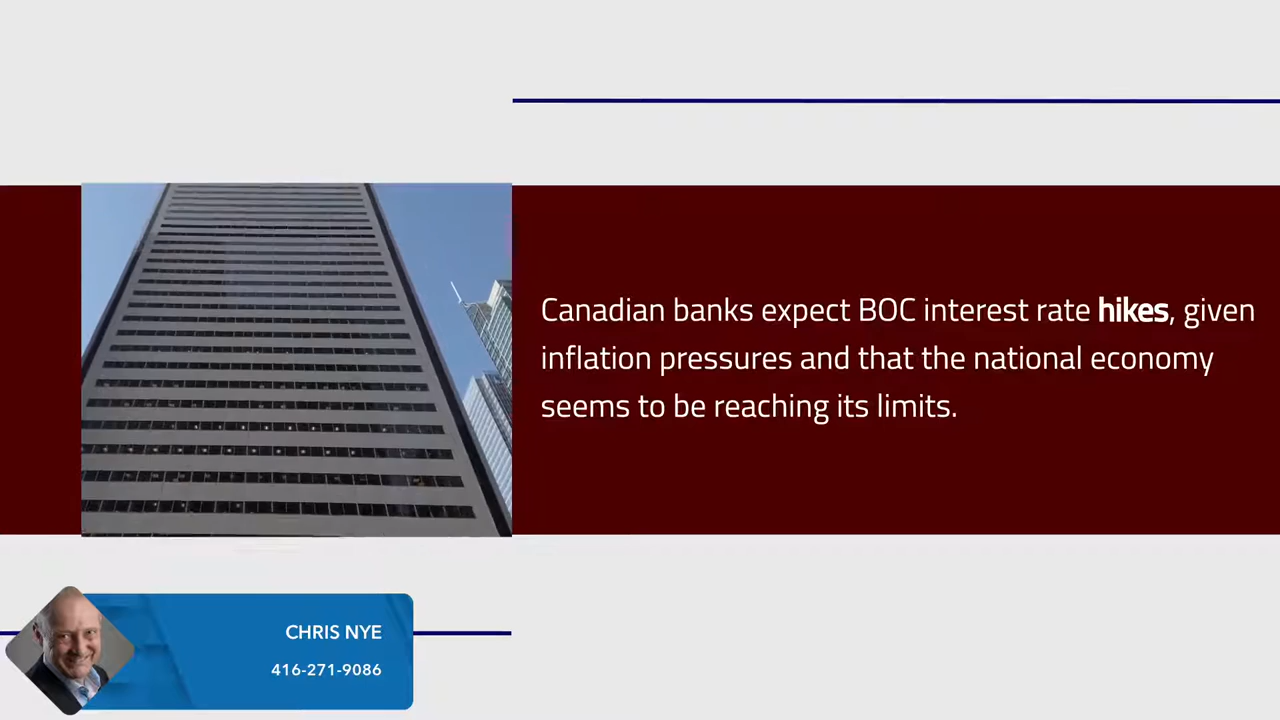 Canadian banks expect BOC interest rate hikes, given
inflation pressures and that the national economy
seems to be reaching its limits.
CHRIS NYE
416-271-9086